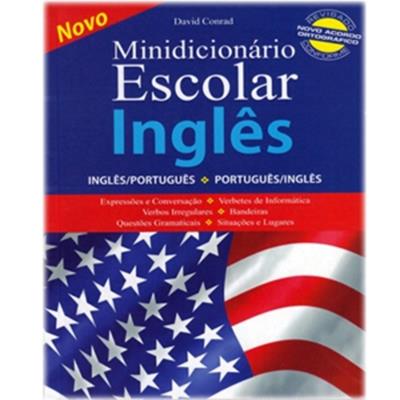 David Conrad
Novo
REVISADO
NOVO ACORDO
ORTOGRÁFICO
CONFORME
Minidicionário
Escolar
Inglês
INGLÊS/PORTUGUÊS ❖ PORTUGUÊS/INGLÊS
Expressões e Conversação ❖ Verbetes de Informática
Verbos Irregulares ❖ Bandeiras
Questões Gramaticais ❖ Situações e Lugares